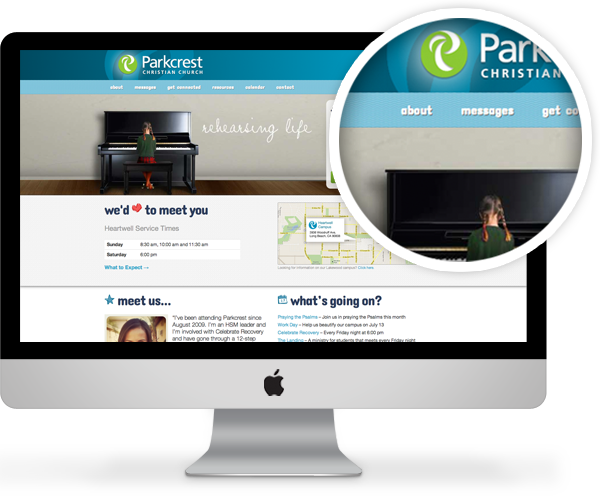 Parkcrest
CHRISTIAN CHURCH
about messages get connected resources calendar contact
rehearsing life
we'd to meet you
Heartwell Service Times
Sunday 8:30 am, 10:00 am and 11:30 am
Saturday 6:00 pm
What to Expect →
Heartwell
Campus
Looking for information on our Lakewood campus? Click here.
meet us...
"I've been attending Parkcrest since
August 2009. I'm an HSM leader and
I'm involved with Celebrate Recovery
and have gone through a 12-step
what's going on?
Praying the Psalms – Join us in praying the Psalms this month
Work Day – Help us beautify our campus on July 13
Celebrate Recovery – Every Friday night at 6:00 pm
The Landing – A ministry for students that meets every Friday night
Park
CHRISTIAN
about messages get co